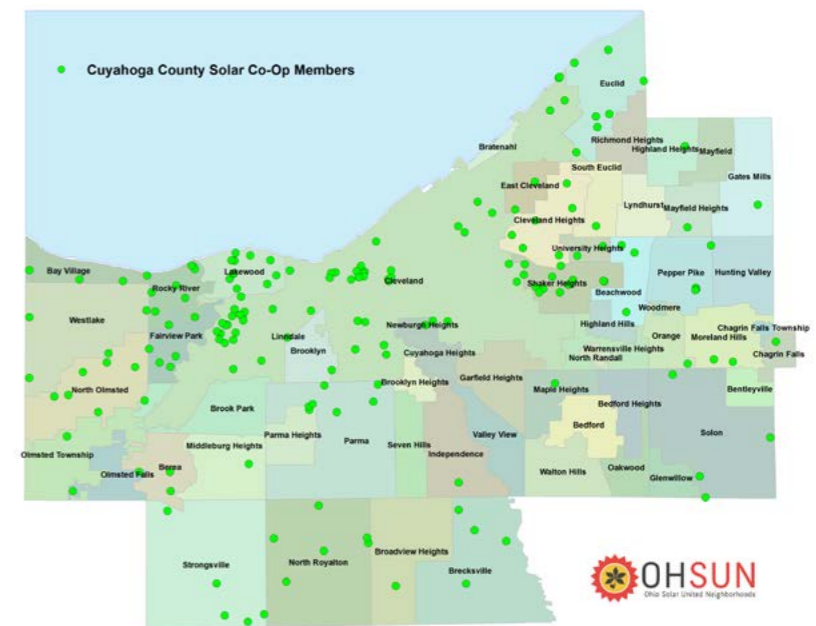 Cuyahoga County Solar Co-Op Members
Euclid
Bratenahl
Richmond Heights
Highland Heights
Mayfield
South Euclid
Gates Mills
East Cleveland
Lyndhurst
Mayfield Heights
Cleveland Heights
University Heights
Bay Village
Lakewood
Cleveland
Pepper Pike
Hunting Valley
Rocky River
Shaker Heights
Beachwood
Woodmere
Westlake
Newburgh Heights
Highland Hills
Chagrin Falls Township
Fairview Park
Lindale
Orange
Moreland Hills
Brooklyn
Cuyahoga Heights
Warrensville Heights
North Randall
Chagrin Falls
Garfield Heights
North Olmsted
Brooklyn Heights
Maple Heights
Bentleyville
Brook Park
Bedford Heights
Parma Heights
Parma
Seven Hills
Valley View
Bedford
Solon
Middleburg Heights
Olmsted Township
Independence
Berea
Olmsted Falls
Walton Hills
Oakwood
Glenwillow
Strongsville
North Royalton
Broadview Heights
Brecksville
OHSUN
Ohio Solar United Neighborhoods